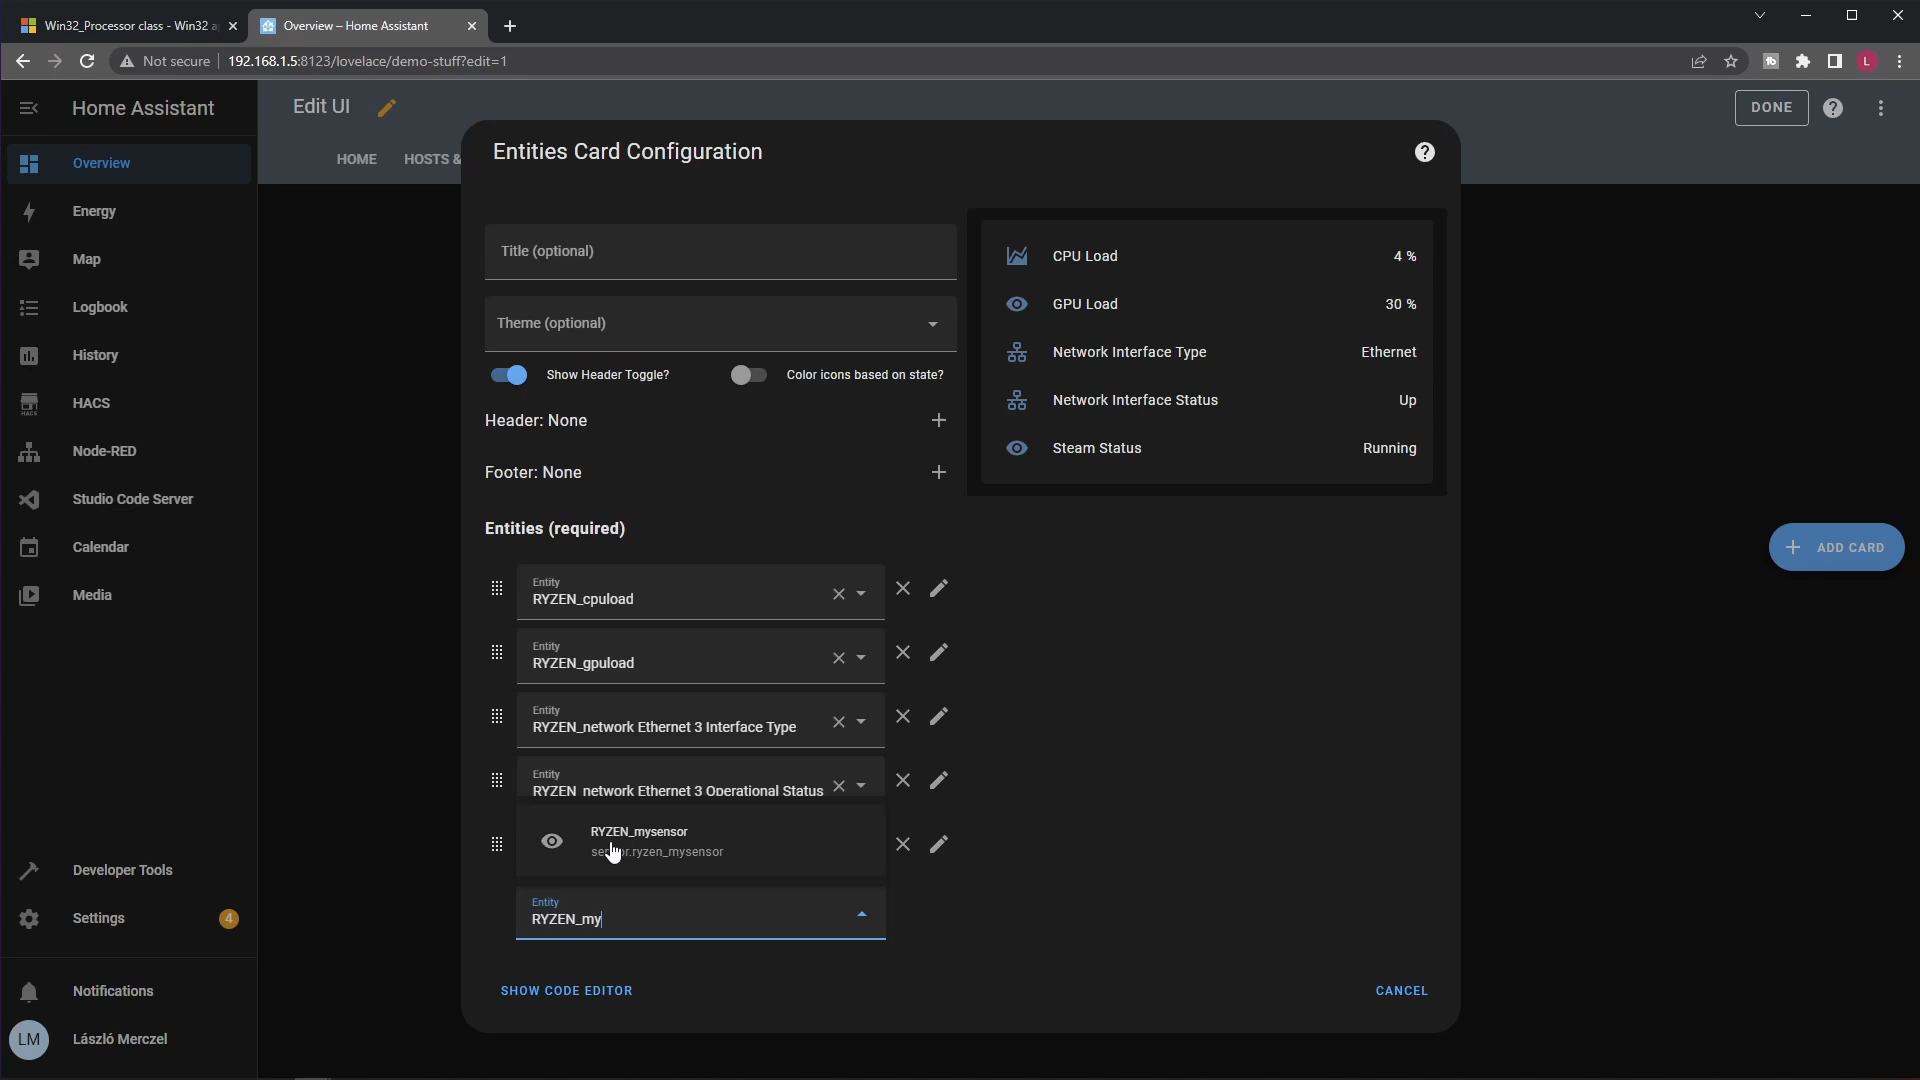 Win32_Processor class - Win32 a
Overview – Home Assistant
Not secure
192.168.1.5:8123/lovelace/demo-stuff?edit=1
L
Home Assistant
Edit UI
DONE
HOME
HOSTS &
Overview
Energy
Map
Logbook
History
HACS
HACS
Node-RED
Studio Code Server
Calendar
Media
Developer Tools
Settings
4
Notifications
LM
László Merczel
Entities Card Configuration
Title (optional)
Theme (optional)
Show Header Toggle?
Color icons based on state?
Header: None
Footer: None
Entities (required)
Entity
RYZEN_cpuload
Entity
RYZEN_gpuload
Entity
RYZEN_network Ethernet 3 Interface Type
Entity
RYZEN_network Ethernet 3 Operational Status
RYZEN_mysensor
sensor.ryzen_mysensor
Entity
RYZEN_my
SHOW CODE EDITOR
CANCEL
CPU Load
4 %
GPU Load
30 %
Network Interface Type
Ethernet
Network Interface Status
Up
Steam Status
Running
ADD CARD